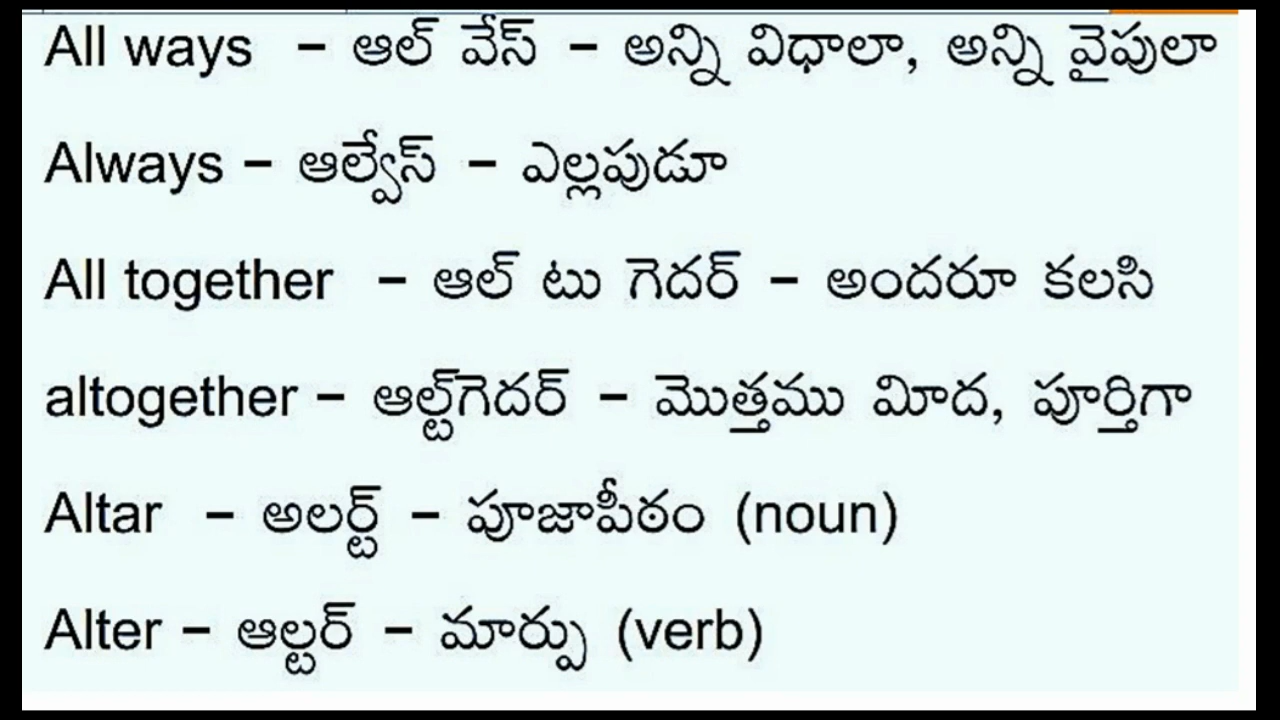 All ways – ఆల్ వేస్ – అన్ని విధాలా, అన్ని వైపులా
Always – ఆల్వేస్ – ఎల్లపుడూ
All together – ఆల్ టు గెదర్ – అందరూ కలసి
altogether – ఆల్ట్‌గెదర్ – మొత్తము మీద, పూర్తిగా
Altar – అలర్ట్ – పూజాపీఠం (noun)
Alter – ఆల్టర్ – మార్పు (verb)